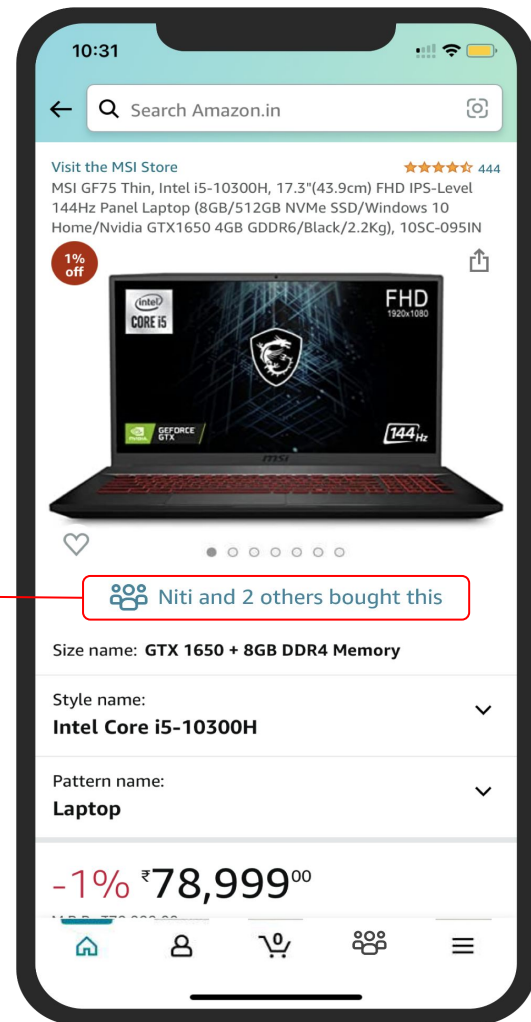 10:31
Search Amazon.in
Visit the MSI Store 444
MSI GF75 Thin, Intel i5-10300H, 17.3"(43.9cm) FHD IPS-Level
144Hz Panel Laptop (8GB/512GB NVMe SSD/Windows 10
Home/Nvidia GTX1650 4GB GDDR6/Black/2.2Kg), 10SC-095IN
1%
off
intel
CORE i5
FHD
1920x1080
NVIDIA
GEFORCE
GTX
144Hz
msi
Niti and 2 others bought this
Size name: GTX 1650 + 8GB DDR4 Memory
Style name:
Intel Core i5-10300H
Pattern name:
Laptop
-1% ₹78,99900
0